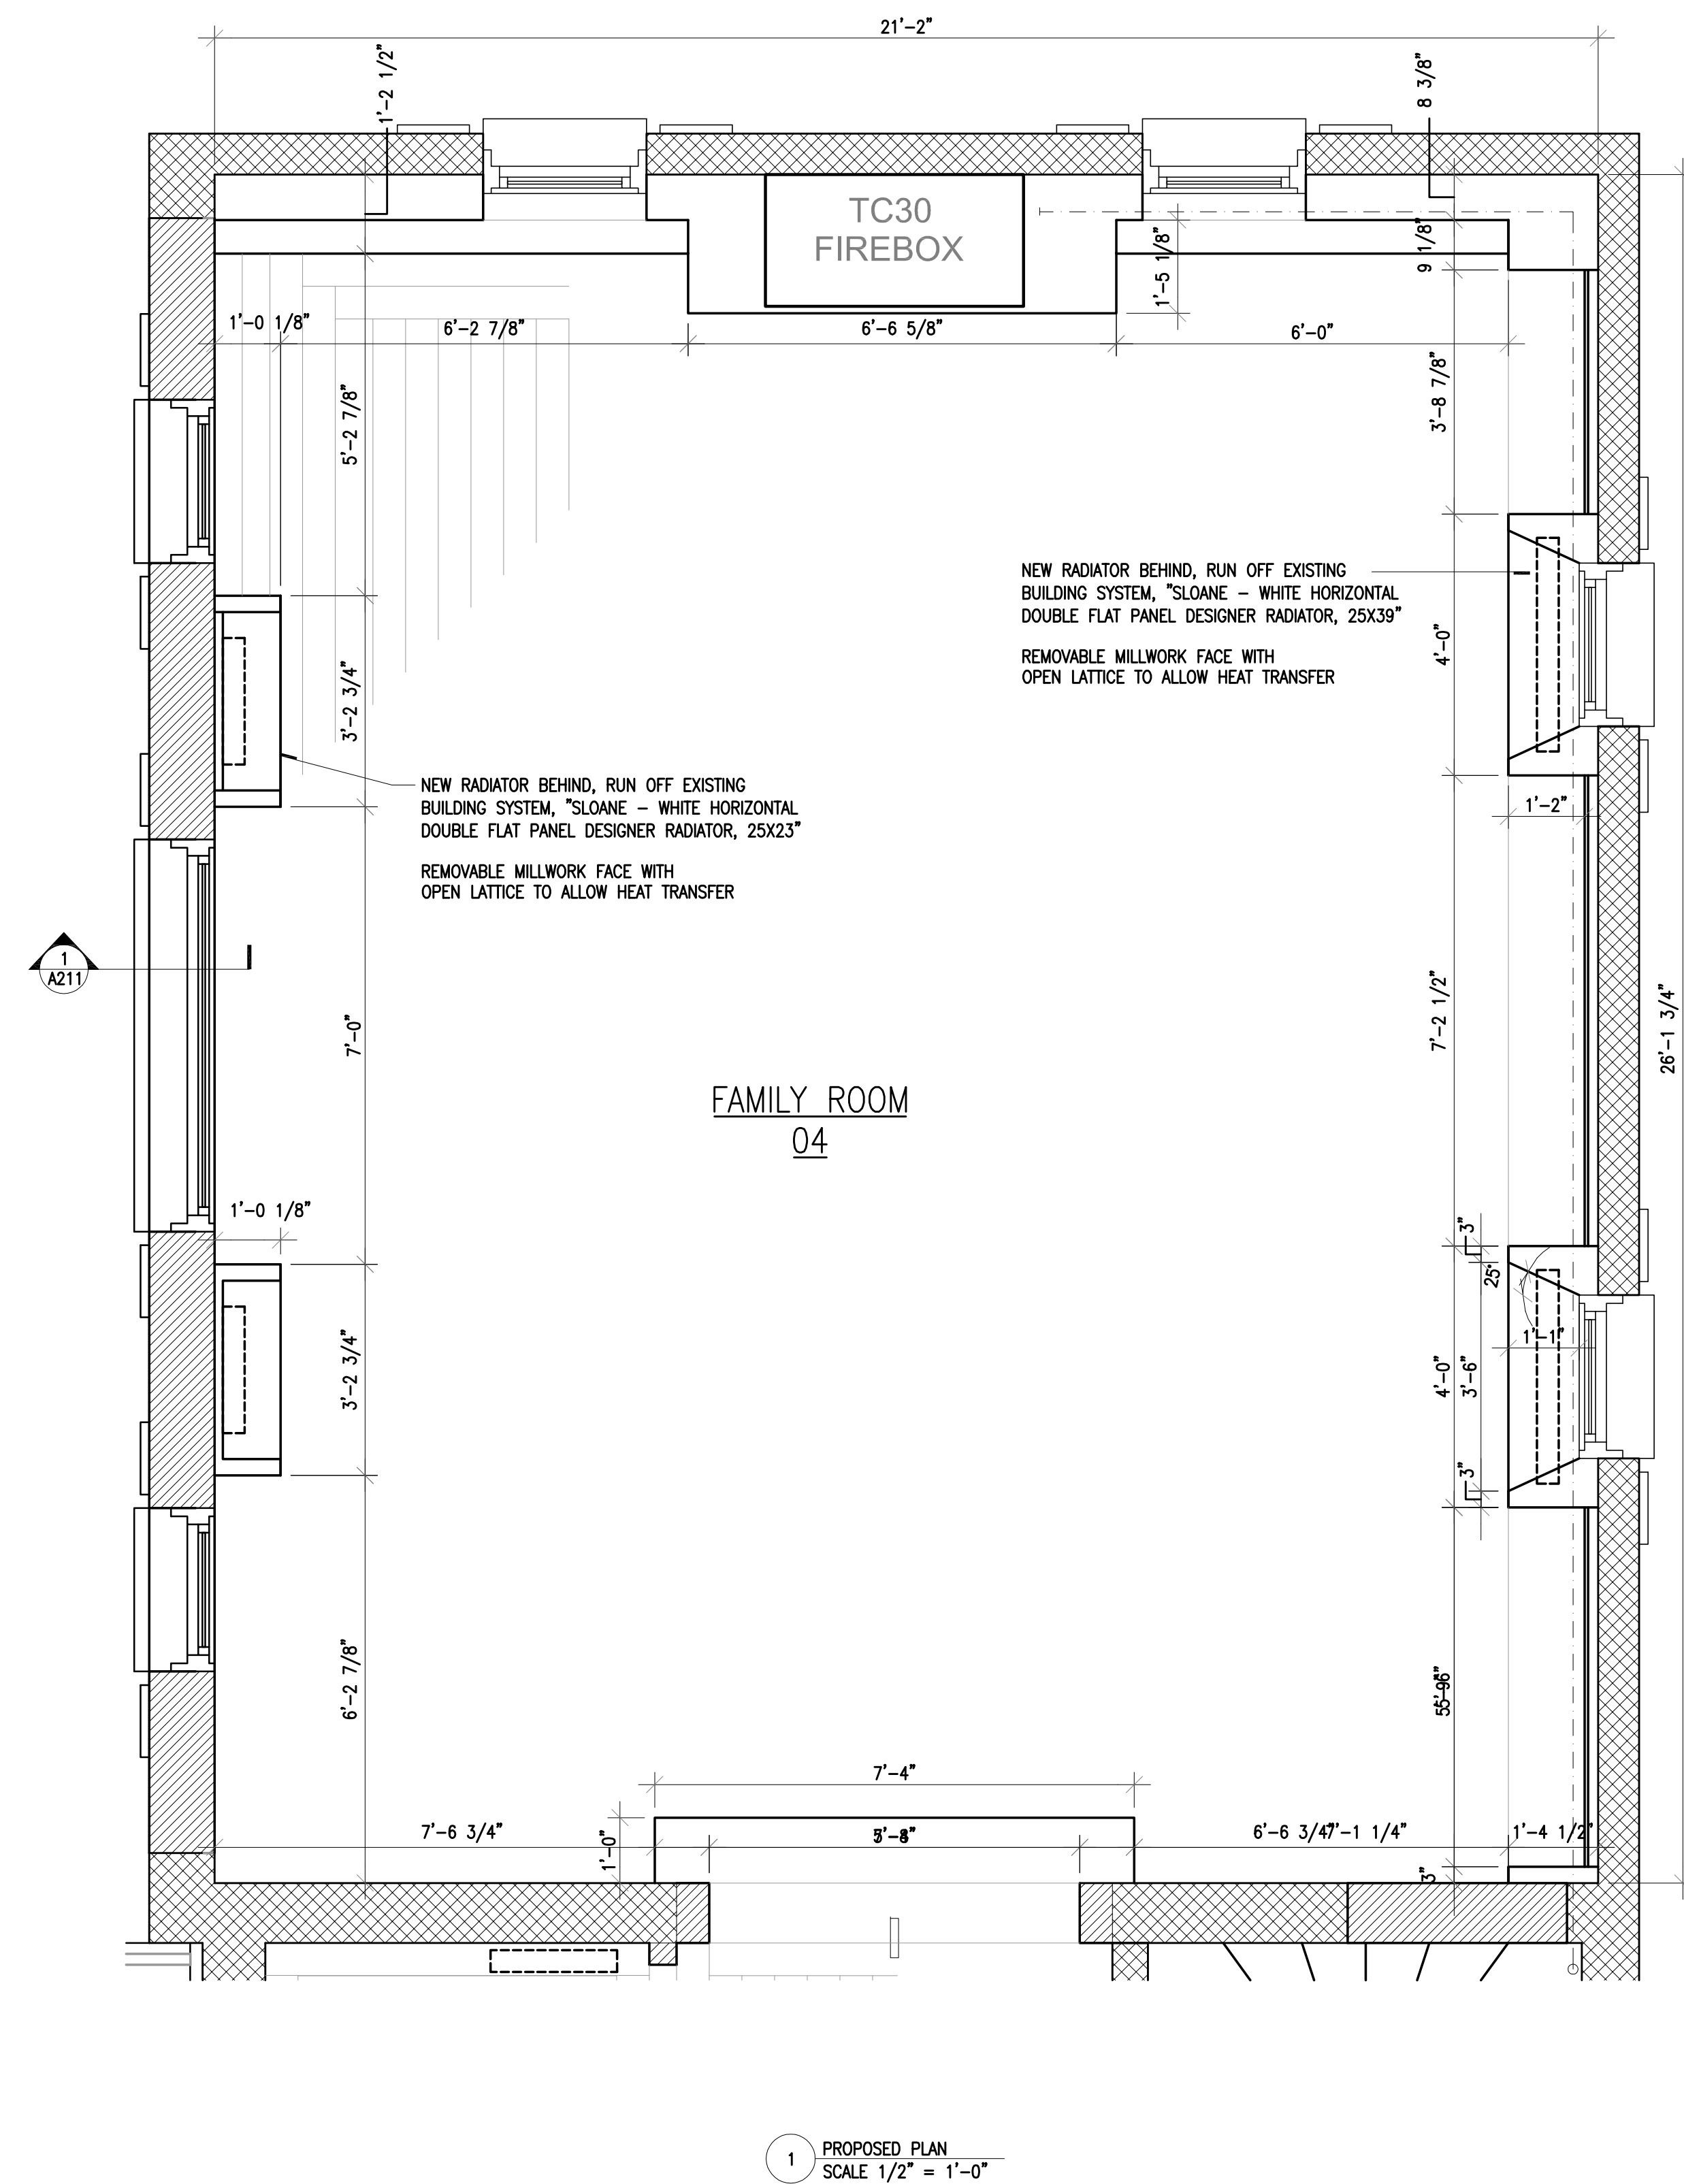 21'-2"
1'-2 1/2"
8 3/8"
TC30
FIREBOX
1'-5 1/8"
9 1/8"
1'-0 1/8"
6'-2 7/8"
6'-6 5/8"
6'-0"
5'-2 7/8"
3'-8 7/8"
NEW RADIATOR BEHIND, RUN OFF EXISTING
BUILDING SYSTEM, "SLOANE – WHITE HORIZONTAL
DOUBLE FLAT PANEL DESIGNER RADIATOR, 25X39"
REMOVABLE MILLWORK FACE WITH
OPEN LATTICE TO ALLOW HEAT TRANSFER
4'-0"
3'-2 3/4"
NEW RADIATOR BEHIND, RUN OFF EXISTING
BUILDING SYSTEM, "SLOANE – WHITE HORIZONTAL
DOUBLE FLAT PANEL DESIGNER RADIATOR, 25X23"
REMOVABLE MILLWORK FACE WITH
OPEN LATTICE TO ALLOW HEAT TRANSFER
1'-2"
1
A211
7'-0"
7'-2 1/2"
26'-1 3/4"
FAMILY ROOM
04
1'-0 1/8"
3"
25°
1'-1"
3'-2 3/4"
4'-0"
3'-6"
3"
6'-2 7/8"
7'-4"
7'-6 3/4"
1'-0"
6'-6 3/4"
7'-1 1/4"
1'-4 1/2"
3"
1
PROPOSED PLAN
SCALE 1/2" = 1'-0"